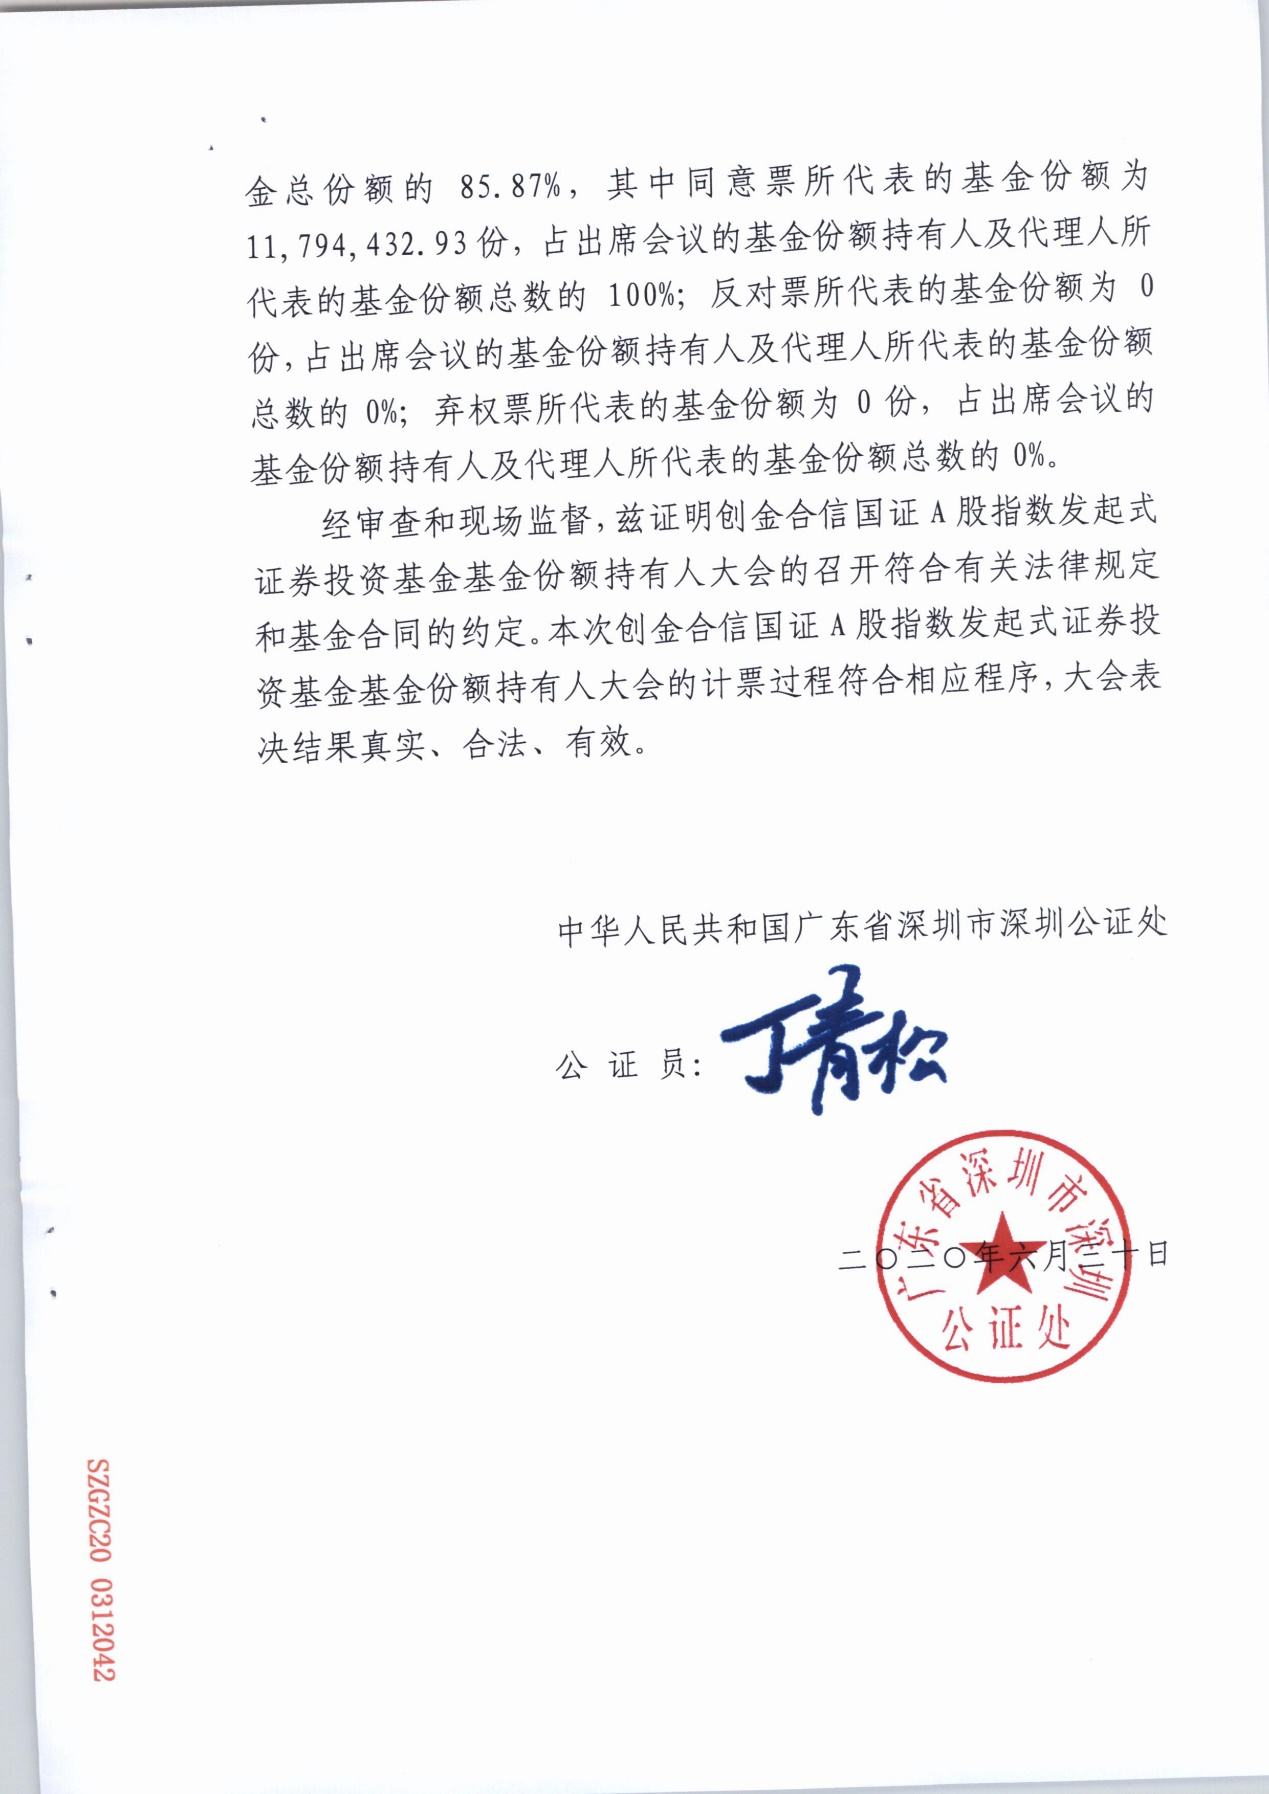 金总份额的 85.87%，其中同意票所代表的基金份额为
11,794,432.93份，占出席会议的基金份额持有人及代理人所
代表的基金份额总数的 100%；反对票所代表的基金份额为 0
份，占出席会议的基金份额持有人及代理人所代表的基金份额
总数的 0%；弃权票所代表的基金份额为 0 份，占出席会议的
基金份额持有人及代理人所代表的基金份额总数的 0%。
经审查和现场监督，兹证明创金合信国证 A 股指数发起式
证券投资基金基金份额持有人大会的召开符合有关法律规定
和基金合同的约定。本次创金合信国证 A 股指数发起式证券投
资基金基金份额持有人大会的计票过程符合相应程序，大会表
决结果真实、合法、有效。
中华人民共和国广东省深圳市深圳公证处
公 证 员：丁青松
二〇二〇年六月三十日
广东省深圳市深圳
公证处
SZGZC20 0312042